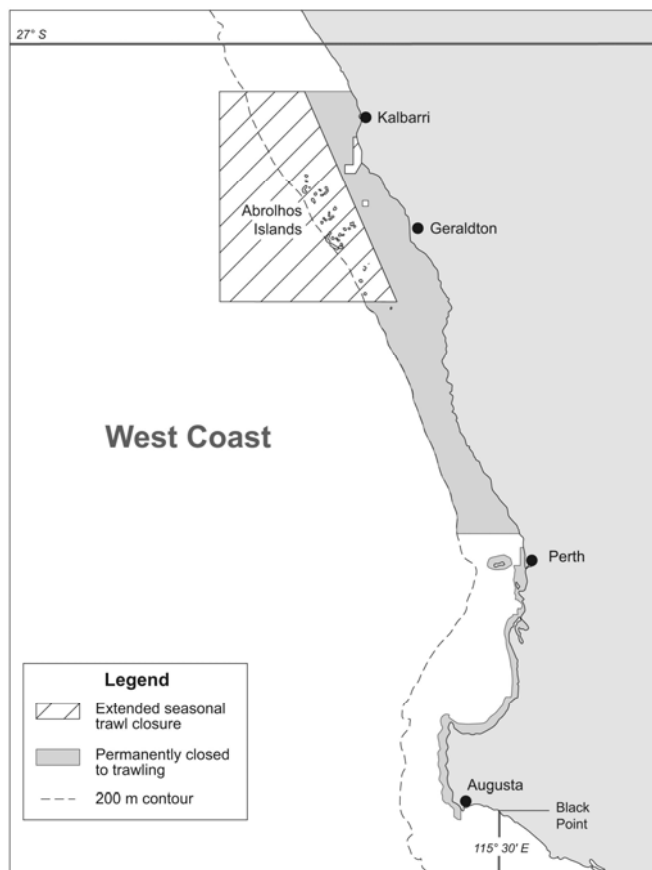 27° S
Kalbarri
Abrolhos
Islands
Geraldton
West Coast
Perth
Legend
Extended seasonal
trawl closure
Permanently closed
to trawling
200 m contour
Augusta
Black
Point
115° 30' E